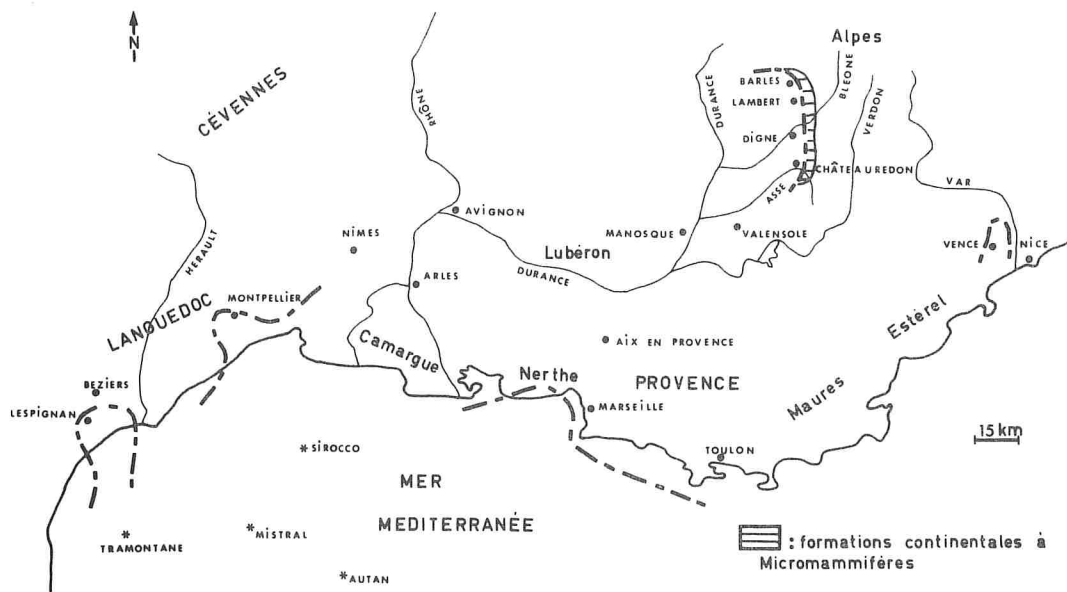 N
CÉVENNES
RHÔNE
HERAULT
NIMES
AVIGNON
ARLES
LANGUEDOC
MONTPELLIER
BEZIERS
LESPIGNAN
Camargue
Alpes
BARLES
LAMBERT
DIGNE
CHÂTEAUREDON
DURANCE
BLEONE
VERDON
ASSE
VAR
MANOSQUE
VALENSOLE
Lubéron
DURANCE
VENCE
NICE
Estérel
AIX EN PROVENCE
PROVENCE
Nerthe
MARSEILLE
Maures
TOULON
15 km
SIROCCO
MER
MEDITERRANÉE
TRAMONTANE
MISTRAL
AUTAN
: formations continentales à
Micromammifères